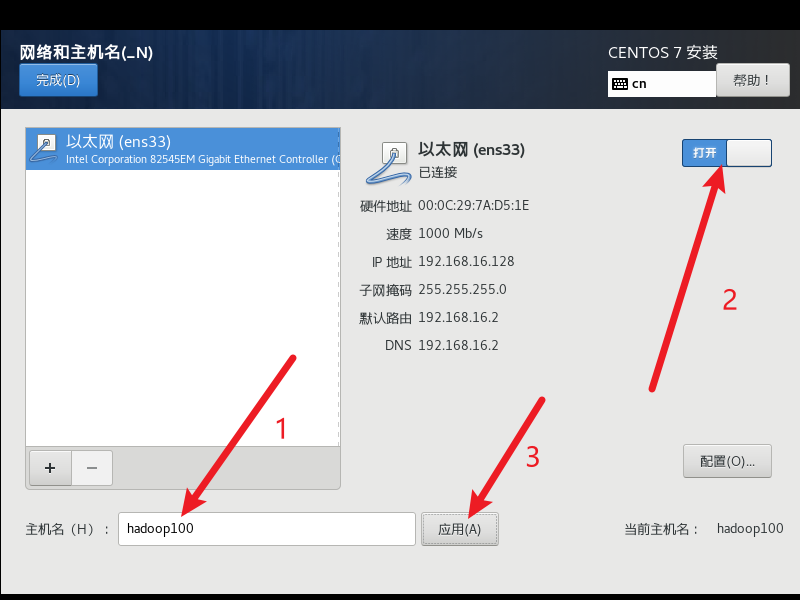 网络和主机名(_N)
CENTOS 7 安装
完成(D)
cn
帮助！
以太网 (ens33)
Intel Corporation 82545EM Gigabit Ethernet Controller (
以太网 (ens33)
已连接
打开
硬件地址 00:0C:29:7A:D5:1E
速度 1000 Mb/s
IP 地址 192.168.16.128
子网掩码 255.255.255.0
默认路由 192.168.16.2
DNS 192.168.16.2
2
1
3
+
−
配置(O)...
主机名（H）：
hadoop100
应用(A)
当前主机名：
hadoop100